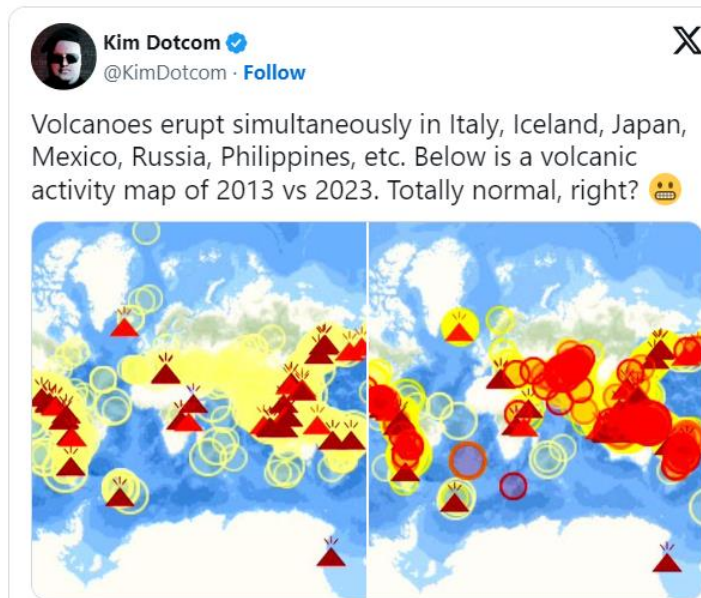 Kim Dotcom
@KimDotcom · Follow
X
Volcanoes erupt simultaneously in Italy, Iceland, Japan,
Mexico, Russia, Philippines, etc. Below is a volcanic
activity map of 2013 vs 2023. Totally normal, right? 😬